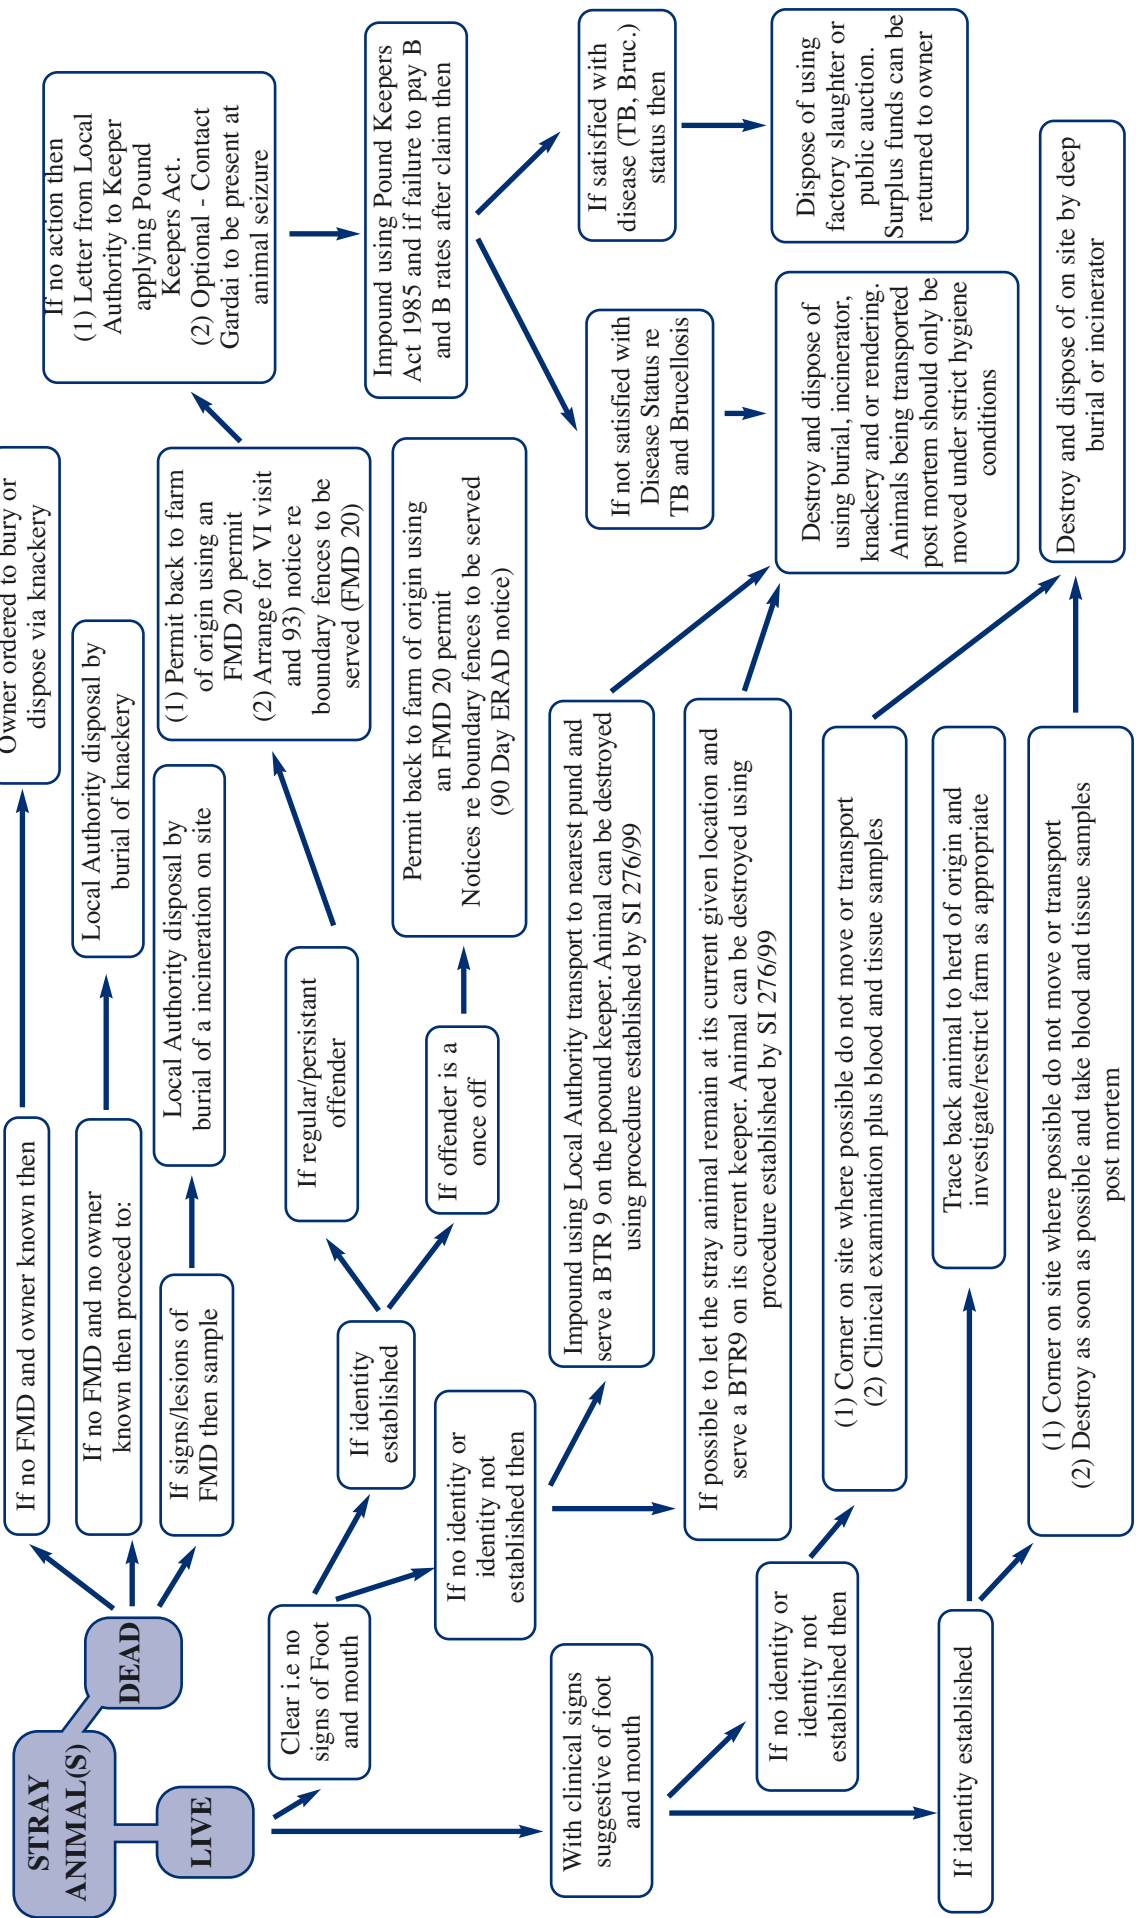 STRAY
ANIMAL(S)
DEAD
LIVE
If no FMD and owner known then
Owner ordered to bury or
dispose via knackery
If no FMD and no owner
known then proceed to:
Local Authority disposal by
burial of knackery
If signs/lesions of
FMD then sample
Local Authority disposal by
burial of a incineration on site
Clear i.e no
signs of Foot
and mouth
If identity
established
If regular/persistant
offender
(1) Permit back to farm
of origin using an
FMD 20 permit
(2) Arrange for VI visit
and 93) notice re
boundary fences to be
served (FMD 20)
If no action then
(1) Letter from Local
Authority to Keeper
applying Pound
Keepers Act.
(2) Optional - Contact
Gardai to be present at
animal seizure
Impound using Pound Keepers
Act 1985 and if failure to pay B
and B rates after claim then
If satisfied with
disease (TB, Bruc.)
status then
Dispose of using
factory slaughter or
public auction.
Surplus funds can be
returned to owner
If not satisfied with
Disease Status re
TB and Brucellosis
Destroy and dispose of
using burial, incinerator,
knackery and or rendering.
Animals being transported
post mortem should only be
moved under strict hygiene
conditions
If offender is a
once off
Permit back to farm of origin using
an FMD 20 permit
Notices re boundary fences to be served
(90 Day ERAD notice)
If no identity or
identity not
established then
Impound using Local Authority transport to nearest pund and
serve a BTR 9 on the poound keeper. Animal can be destroyed
using procedure established by SI 276/99
If possible to let the stray animal remain at its current given location and
serve a BTR9 on its current keeper. Animal can be destroyed using
procedure established by SI 276/99
With clinical signs
suggestive of foot
and mouth
If no identity or
identity not
established then
(1) Corner on site where possible do not move or transport
(2) Clinical examination plus blood and tissue samples
If identity established
Trace back animal to herd of origin and
investigate/restrict farm as appropriate
(1) Corner on site where possible do not move or transport
(2) Destroy as soon as possible and take blood and tissue samples
post mortem
Destroy and dispose of on site by deep
burial or incinerator